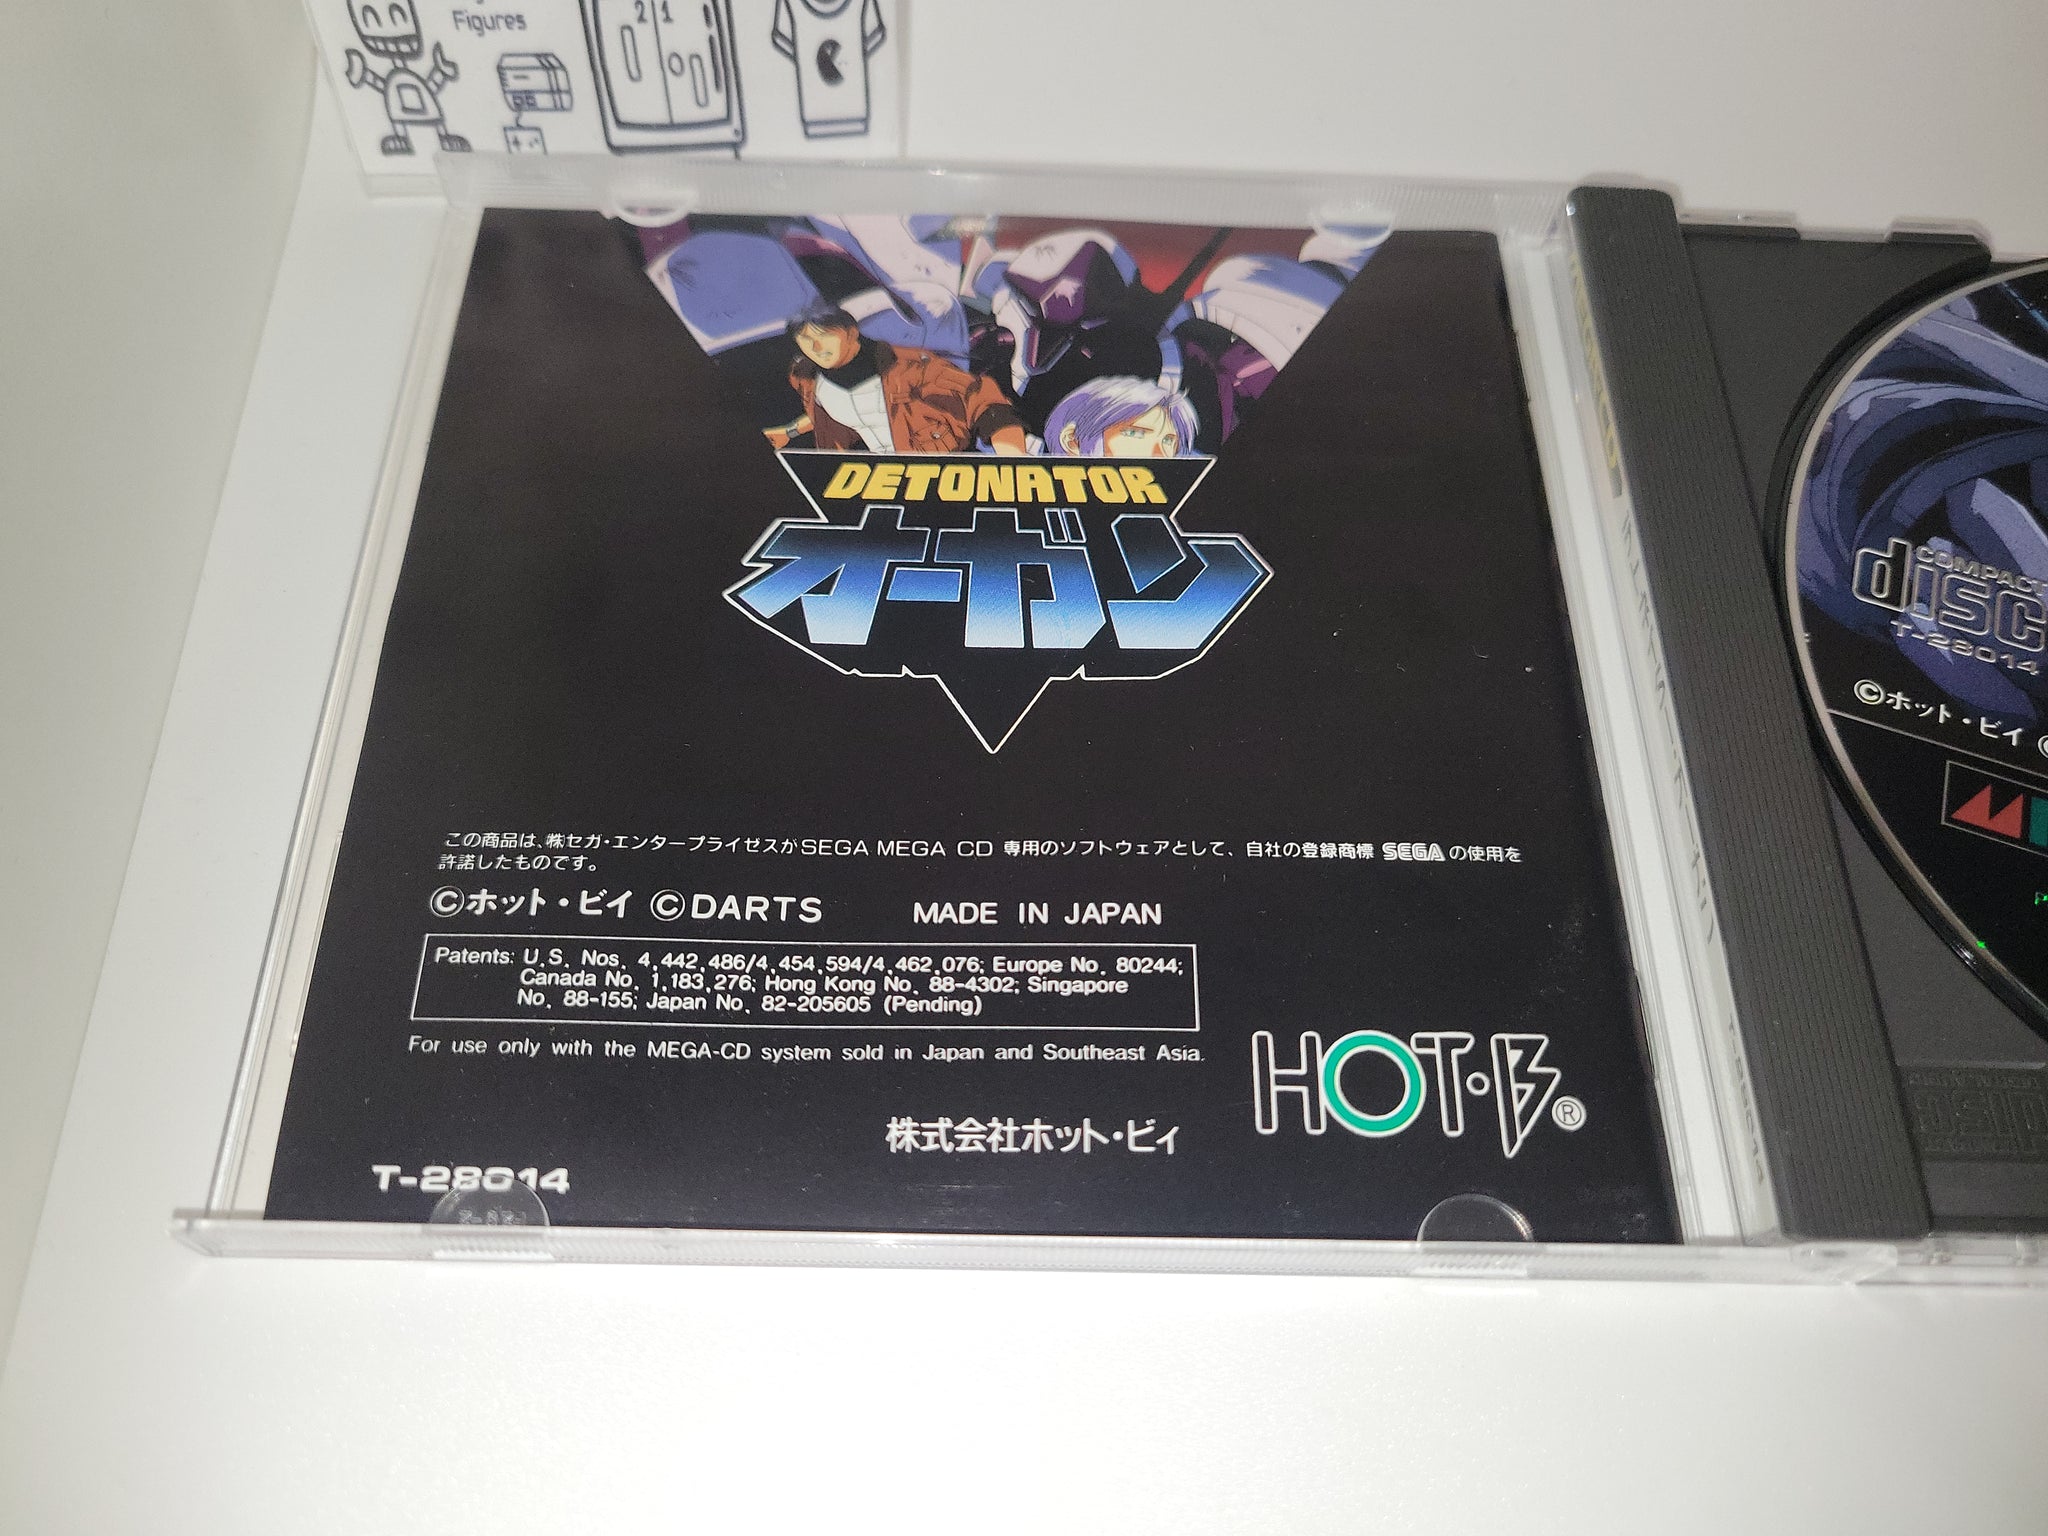 Figures
21
DETONATOR
オーガン
この商品は、㈱セガ・エンタープライゼスがSEGA MEGA CD 専用のソフトウェアとして、自社の登録商標 SEGA の使用を
許諾したものです。
©ホット・ビイ ©DARTS MADE IN JAPAN
Patents: U.S. Nos. 4,442,486/4,454,594/4,462,076; Europe No. 80244;
Canada No. 1,183,276; Hong Kong No. 88-4302; Singapore
No. 88-155; Japan No. 82-205605 (Pending)
For use only with the MEGA-CD system sold in Japan and Southeast Asia.
HOT・B®
株式会社ホット・ビィ
T-28014
COMPACT
disc
T-28014
©ホット・ビイ